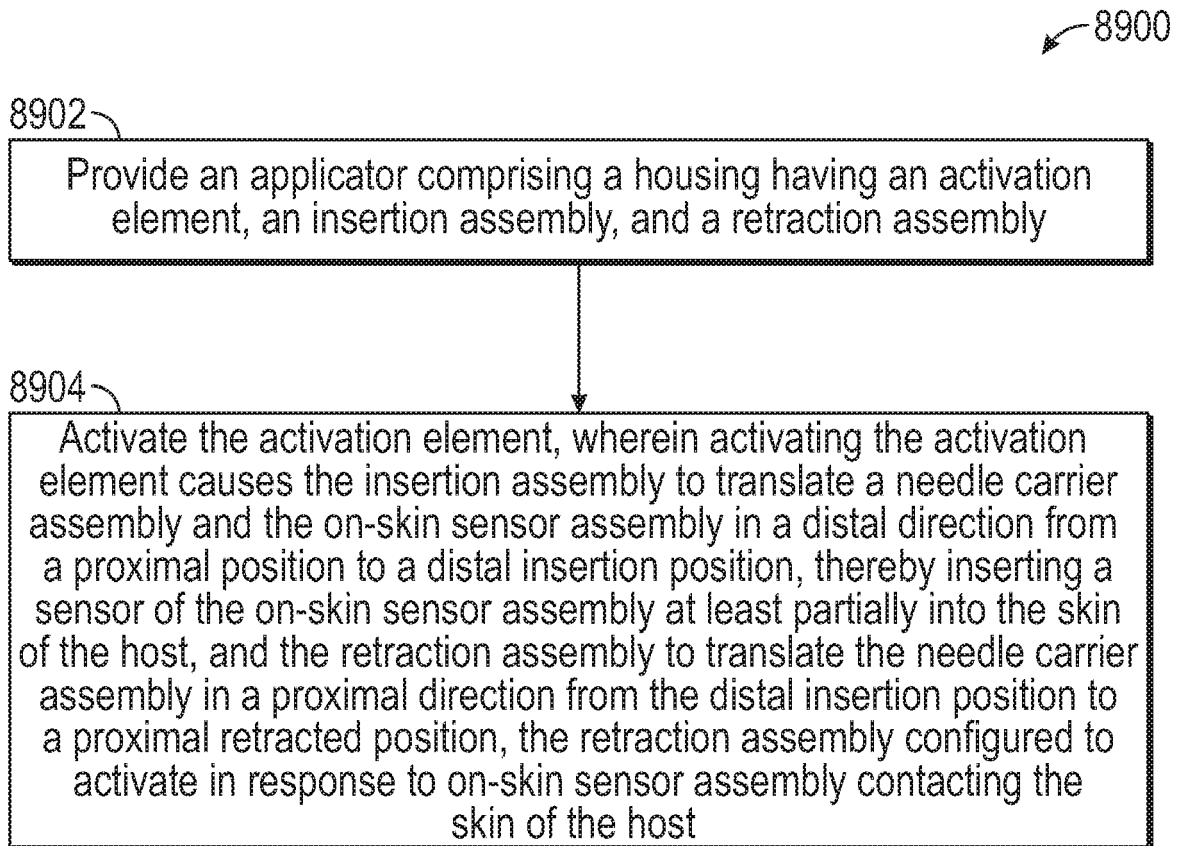 8900
8902
Provide an applicator comprising a housing having an activation
element, an insertion assembly, and a retraction assembly
8904
Activate the activation element, wherein activating the activation
element causes the insertion assembly to translate a needle carrier
assembly and the on-skin sensor assembly in a distal direction from
a proximal position to a distal insertion position, thereby inserting a
sensor of the on-skin sensor assembly at least partially into the skin
of the host, and the retraction assembly to translate the needle carrier
assembly in a proximal direction from the distal insertion position to
a proximal retracted position, the retraction assembly configured to
activate in response to on-skin sensor assembly contacting the
skin of the host